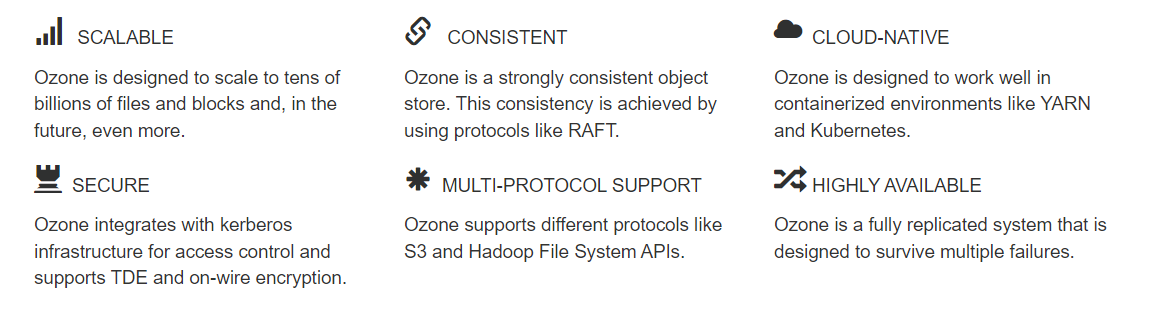 SCALABLE
Ozone is designed to scale to tens of
billions of files and blocks and, in the
future, even more.
CONSISTENT
Ozone is a strongly consistent object
store. This consistency is achieved by
using protocols like RAFT.
CLOUD-NATIVE
Ozone is designed to work well in
containerized environments like YARN
and Kubernetes.
SECURE
Ozone integrates with kerberos
infrastructure for access control and
supports TDE and on-wire encryption.
MULTI-PROTOCOL SUPPORT
Ozone supports different protocols like
S3 and Hadoop File System APIs.
HIGHLY AVAILABLE
Ozone is a fully replicated system that is
designed to survive multiple failures.